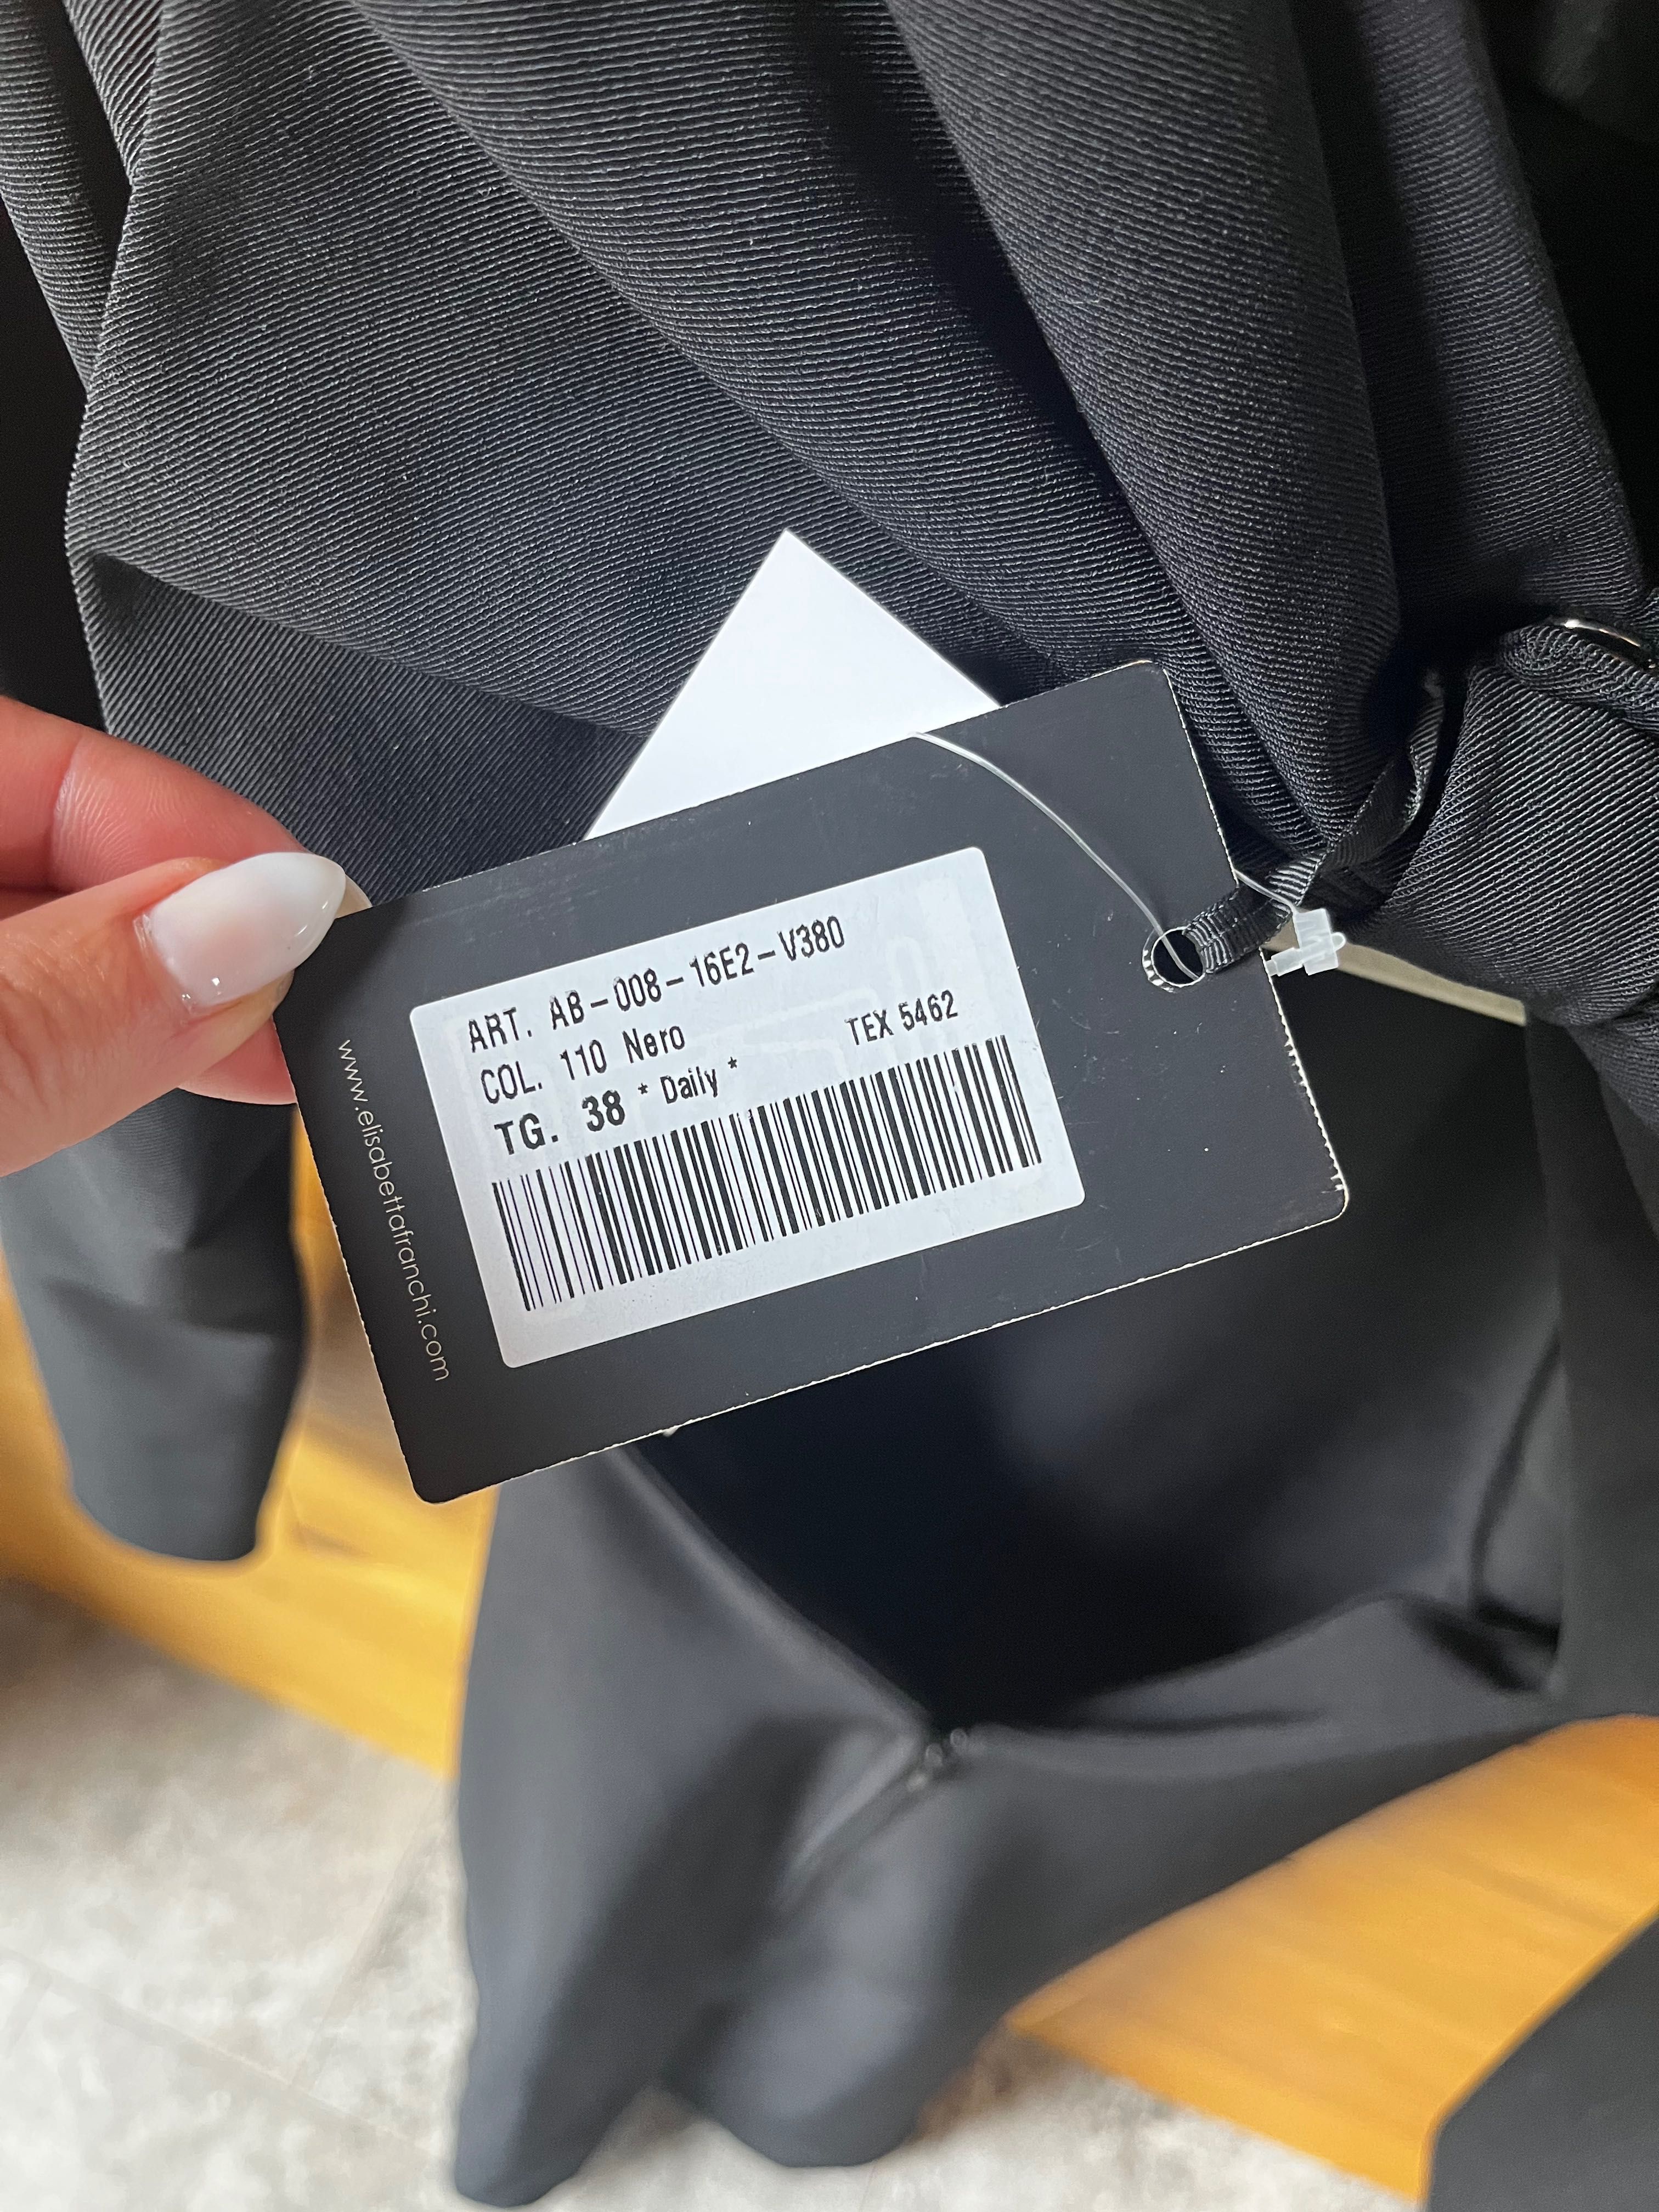 ART. AB-008-16E2-V380
COL. 110 Nero
TEX 5462
TG. 38 * Daily *
www.elisabettafranchi.com